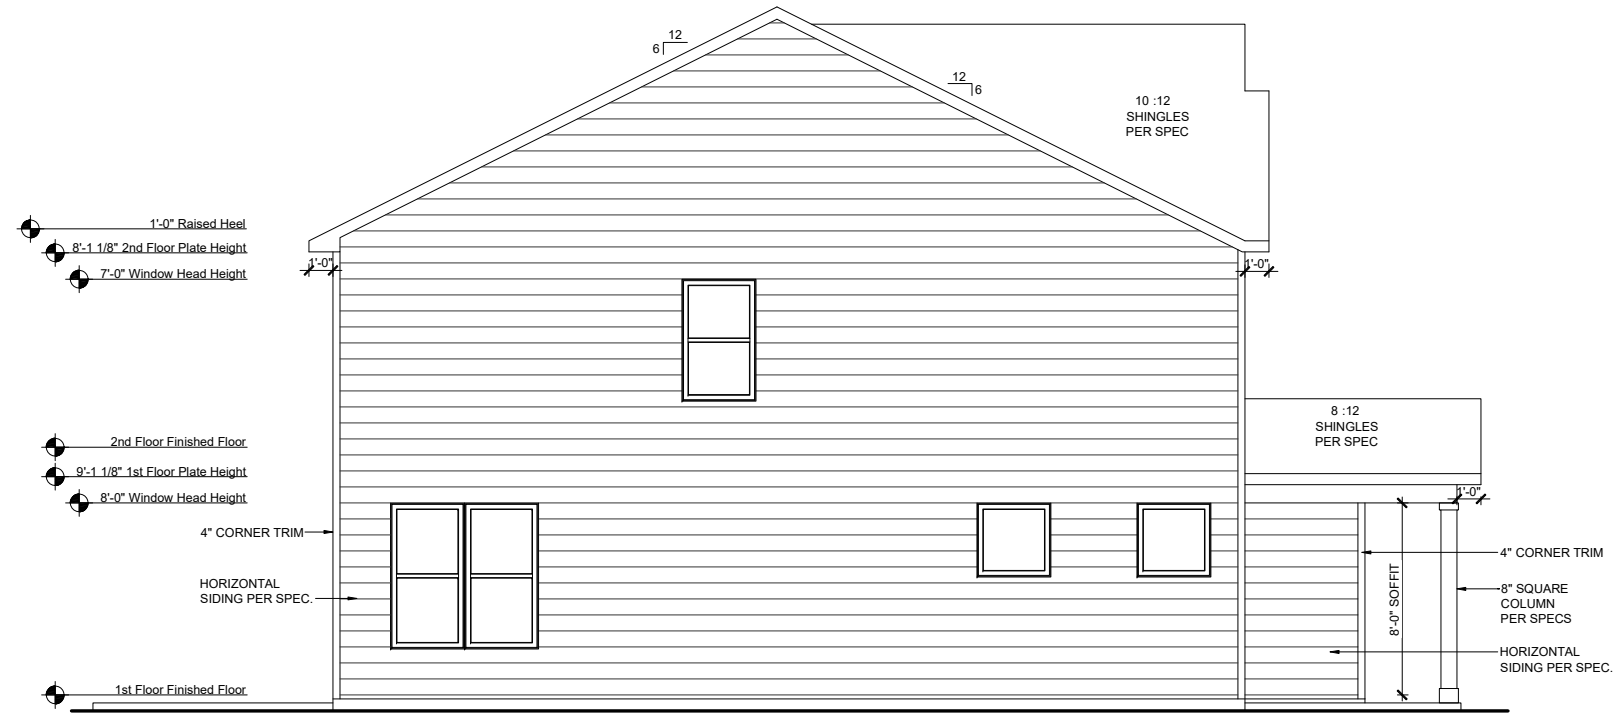 12
6
12
6
10 :12
SHINGLES
PER SPEC
1'-0" Raised Heel
8'-1 1/8" 2nd Floor Plate Height
7'-0" Window Head Height
1'-0"
1'-0"
8 :12
SHINGLES
PER SPEC
2nd Floor Finished Floor
9'-1 1/8" 1st Floor Plate Height
8'-0" Window Head Height
1'-0"
4" CORNER TRIM
4" CORNER TRIM
HORIZONTAL
SIDING PER SPEC.
8'-0" SOFFIT
8" SQUARE
COLUMN
PER SPECS
HORIZONTAL
SIDING PER SPEC.
1st Floor Finished Floor